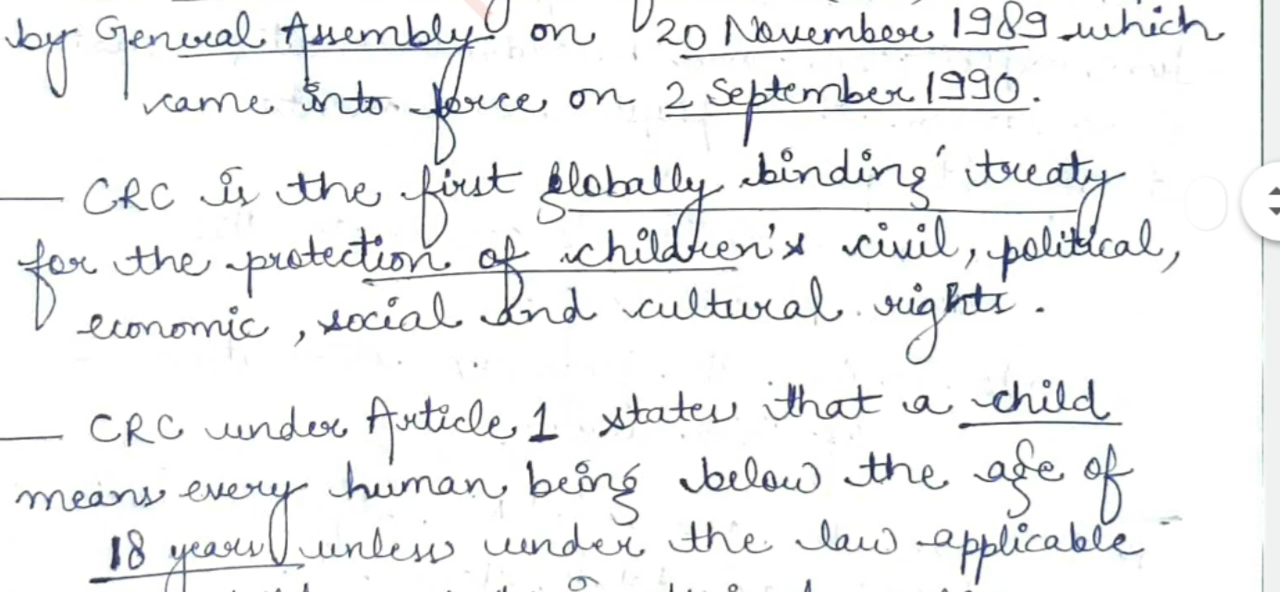 by General Assembly on 20 November 1989 which
came into force on 2 September 1990.
— CRC is the first globally binding treaty
for the protection of children's civil, political,
economic, social and cultural rights.
— CRC under Article 1 states that a child
means every human being below the age of
18 years unless under the law applicable